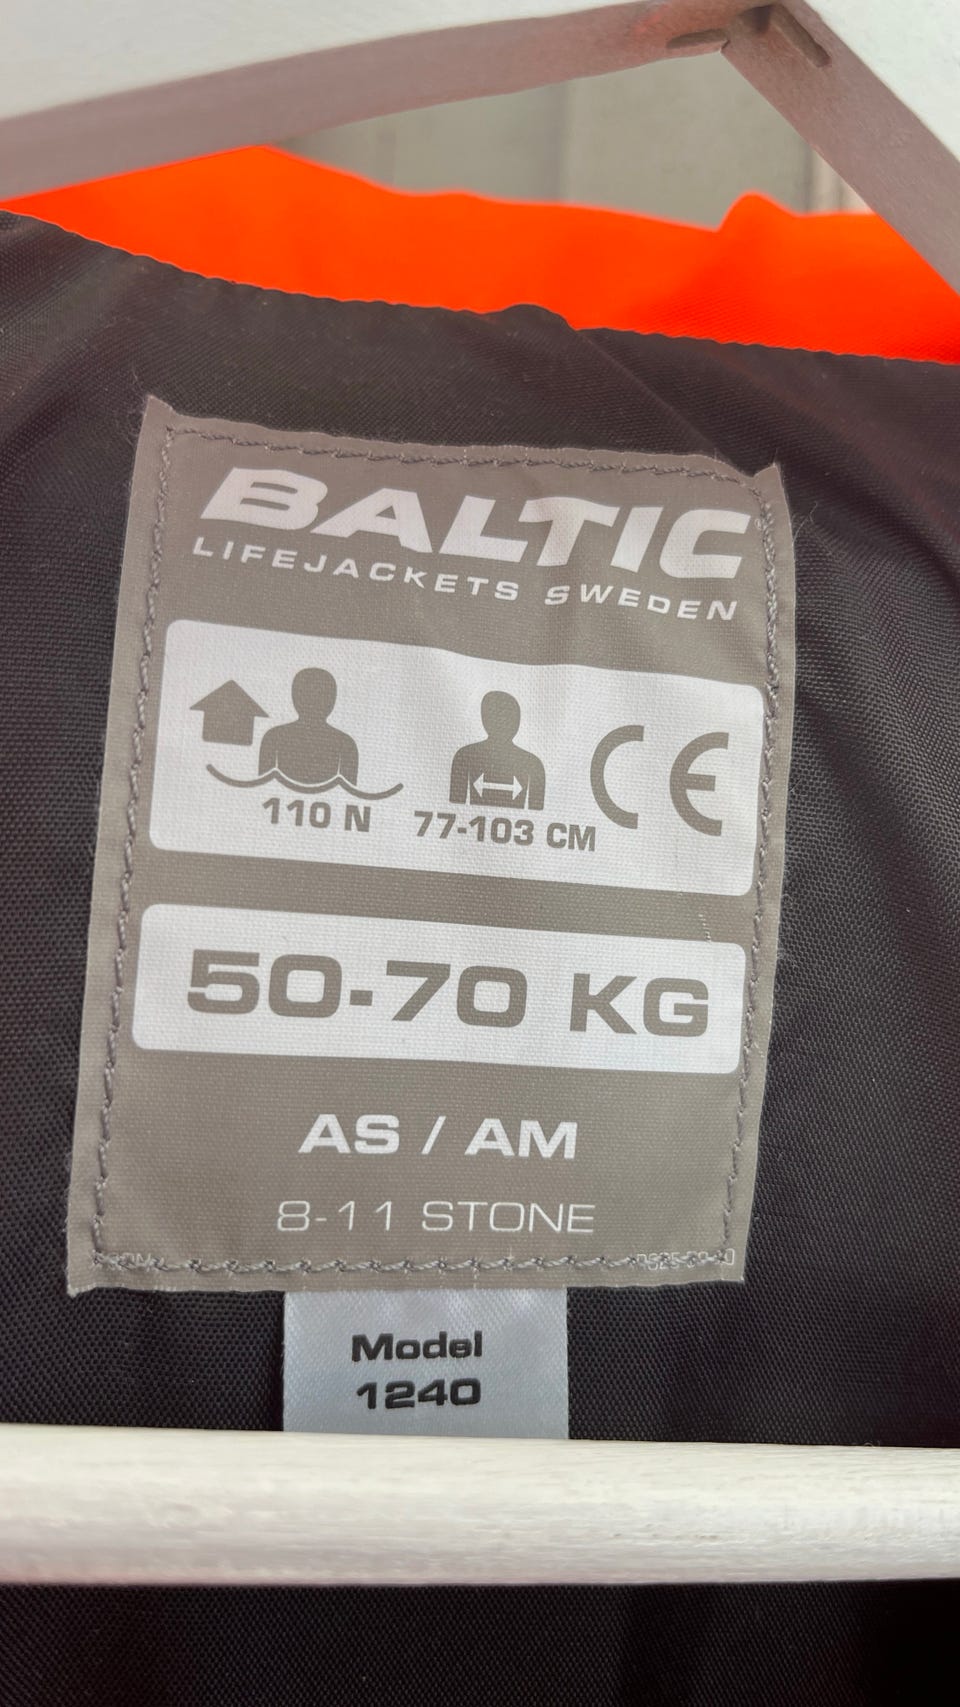 BALTIC
LIFEJACKETS SWEDEN
110 N
77-103 CM
CE
50-70 KG
AS / AM
8-11 STONE
Model
1240